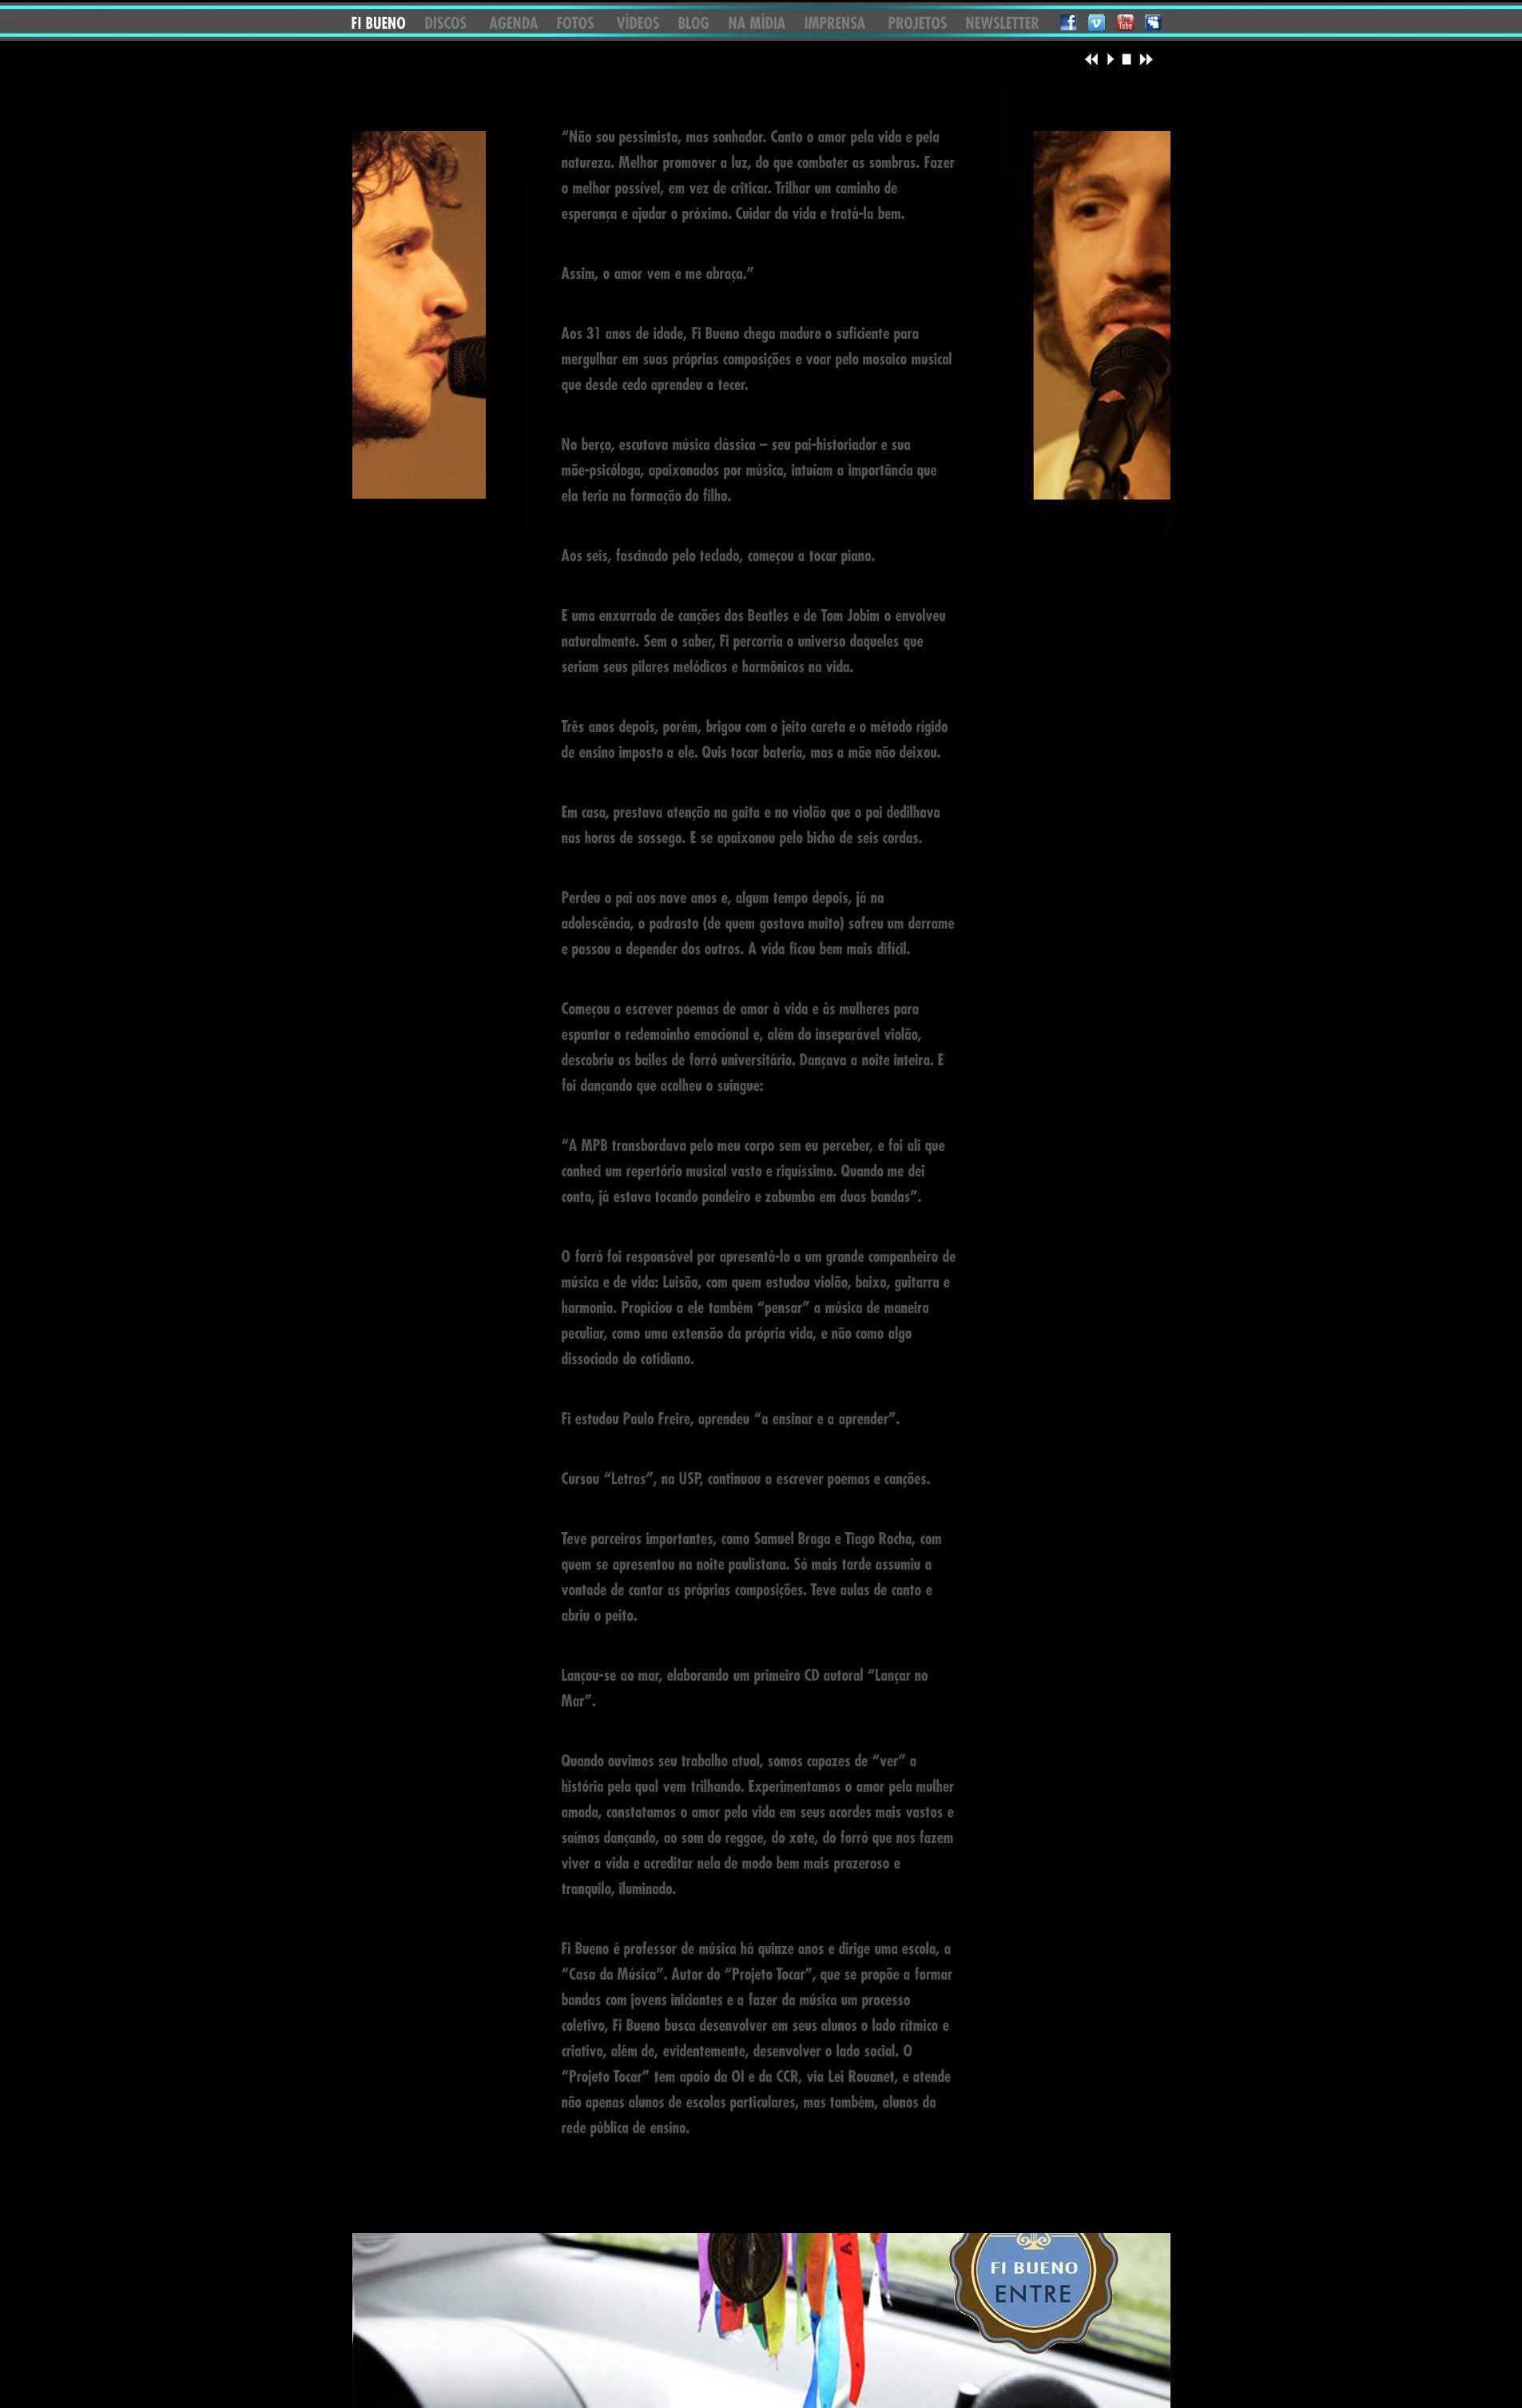 FI BUENO DISCOS AGENDA FOTOS VÍDEOS BLOG NA MÍDIA IMPRENSA PROJETOS NEWSLETTER
“Não sou pessimista, mas sonhador. Canto o amor pela vida e pela
natureza. Melhor promover a luz, do que combater as sombras. Fazer
o melhor possível, em vez de criticar. Trilhar um caminho de
esperança e ajudar o próximo. Cuidar da vida e tratá-la bem.
Assim, o amor vem e me abraça.”
Aos 31 anos de idade, Fi Bueno chega maduro o suficiente para
mergulhar em suas próprias composições e voar pelo mosaico musical
que desde cedo aprendeu a tecer.
No berço, escutava música clássica – seu pai-historiador e sua
mãe-psicóloga, apaixonados por música, intuíam a importância que
ela teria na formação do filho.
Aos seis, fascinado pelo teclado, começou a tocar piano.
E uma enxurrada de canções dos Beatles e de Tom Jobim o envolveu
naturalmente. Sem o saber, Fi percorria o universo daqueles que
seriam seus pilares melódicos e harmônicos na vida.
Três anos depois, porém, brigou com o jeito careta e o método rígido
de ensino imposto a ele. Quis tocar bateria, mas a mãe não deixou.
Em casa, prestava atenção na gaita e no violão que o pai dedilhava
nas horas de sossego. E se apaixonou pelo bicho de seis cordas.
Perdeu o pai aos nove anos e, algum tempo depois, já na
adolescência, o padrasto (de quem gostava muito) sofreu um derrame
e passou a depender dos outros. A vida ficou bem mais difícil.
Começou a escrever poemas de amor à vida e às mulheres para
espantar o redemoinho emocional e, além do inseparável violão,
descobriu os bailes de forró universitário. Dançava a noite inteira. E
foi dançando que acolheu o suingue:
“A MPB transbordava pelo meu corpo sem eu perceber, e foi ali que
conheci um repertório musical vasto e riquíssimo. Quando me dei
conta, já estava tocando pandeiro e zabumba em duas bandas”.
O forró foi responsável por apresentá-lo a um grande companheiro de
música e de vida: Luisão, com quem estudou violão, baixo, guitarra e
harmonia. Propiciou a ele também “pensar” a música de maneira
peculiar, como uma extensão da própria vida, e não como algo
dissociado do cotidiano.
Fi estudou Paulo Freire, aprendeu “a ensinar e a aprender”.
Cursou “Letras”, na USP, continuou a escrever poemas e canções.
Teve parceiros importantes, como Samuel Braga e Tiago Rocha, com
quem se apresentou na noite paulistana. Só mais tarde assumiu a
vontade de cantar as próprias composições. Teve aulas de canto e
abriu o peito.
Lançou-se ao mar, elaborando um primeiro CD autoral “Lançar no
Mar”.
Quando ouvimos seu trabalho atual, somos capazes de “ver” a
história pela qual vem trilhando. Experimentamos o amor pela mulher
amada, constatamos o amor pela vida em seus acordes mais vastos e
saímos dançando, ao som do reggae, do xote, do forró que nos fazem
viver a vida e acreditar nela de modo bem mais prazeroso e
tranquilo, iluminado.
Fi Bueno é professor de música há quinze anos e dirige uma escola, a
“Casa da Música”. Autor do “Projeto Tocar”, que se propõe a formar
bandas com jovens iniciantes e a fazer da música um processo
coletivo, Fi Bueno busca desenvolver em seus alunos o lado rítmico e
criativo, além de, evidentemente, desenvolver o lado social. O
“Projeto Tocar” tem apoio da OI e da CCR, via Lei Rouanet, e atende
não apenas alunos de escolas particulares, mas também, alunos da
rede pública de ensino.
FI BUENO
ENTRE